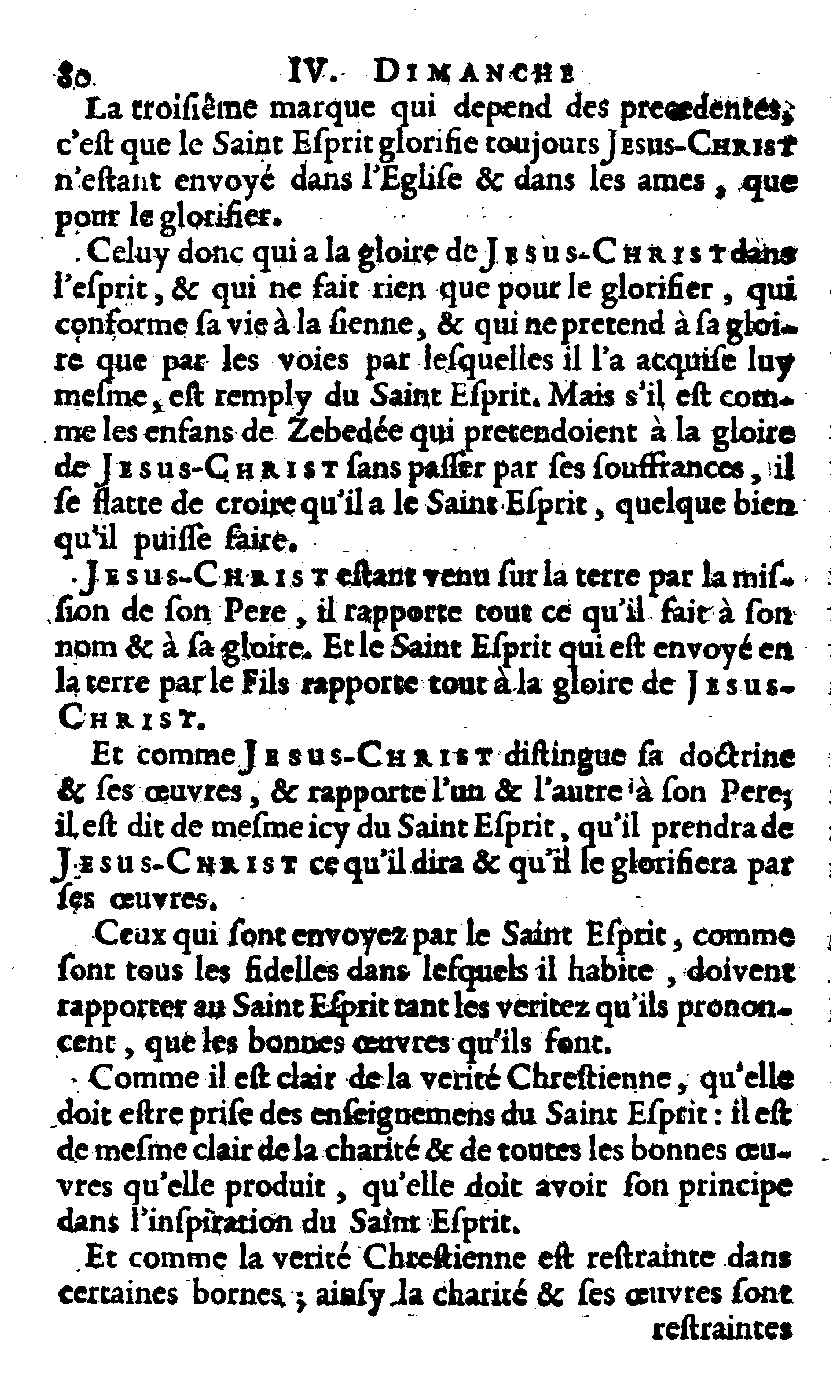 80 IV. DIMANCHE
La troiſiême marque qui depend des precedentes,
c'eſt que le Saint Eſprit glorifie toujours JESUS-CHRIST
n'eſtant envoyé dans l'Egliſe & dans les ames, que
pour le glorifier.
Celuy donc qui a la gloire de JESUS-CHRIST dans
l'eſprit, & qui ne fait rien que pour le glorifier, qui
conforme ſa vie à la ſienne, & qui ne pretend à ſa gloi-
re que par les voies par leſquelles il l'a acquiſe luy
meſme, eſt remply du Saint Eſprit. Mais s'il eſt com-
me les enfans de Zebedée qui pretendoient à la gloire
de JESUS-CHRIST ſans paſſer par ſes ſouffrances, il
ſe flatte de croire qu'il a le Saint Eſprit, quelque bien
qu'il puiſſe faire.
JESUS-CHRIST eſtant venu ſur la terre par la miſ-
ſion de ſon Pere, il rapporte tout ce qu'il fait à ſon
nom & à ſa gloire. Et le Saint Eſprit qui eſt envoyé en
la terre par le Fils rapporte tout à la gloire de JESUS-
CHRIST.
Et comme JESUS-CHRIST diſtingue ſa doctrine
& ſes œuvres, & rapporte l'un & l'autre à ſon Pere;
il eſt dit de meſme icy du Saint Eſprit, qu'il prendra de
JESUS-CHRIST ce qu'il dira & qu'il le glorifiera par
ſes œuvres.
Ceux qui ſont envoyez par le Saint Eſprit, comme
ſont tous les fidelles dans leſquels il habite, doivent
rapporter au Saint Eſprit tant les veritez qu'ils pronon-
cent, que les bonnes œuvres qu'ils font.
Comme il eſt clair de la verité Chreſtienne, qu'elle
doit eſtre priſe des enſeignemens du Saint Eſprit: il eſt
de meſme clair de la charité & de toutes les bonnes œu-
vres qu'elle produit, qu'elle doit avoir ſon principe
dans l'inſpiration du Saint Eſprit.
Et comme la verité Chreſtienne eſt reſtrainte dans
certaines bornes; ainſy la charité & ſes œuvres ſont
reſtraintes